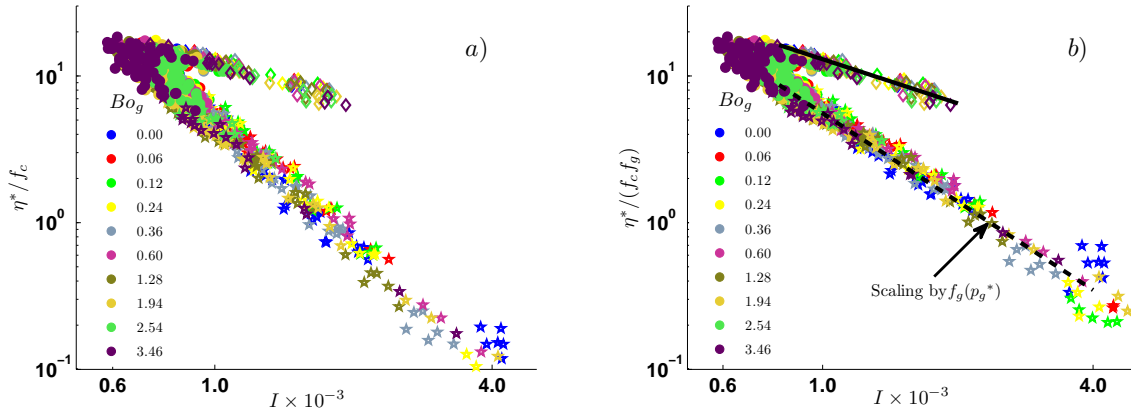 a)
10^1
10^0
10^{-1}
η*/f_c
Bo_g
0.00
0.06
0.12
0.24
0.36
0.60
1.28
1.94
2.54
3.46
0.6 1.0 4.0
I × 10^{-3}
b)
10^1
10^0
10^{-1}
η*/(f_c f_g)
Bo_g
0.00
0.06
0.12
0.24
0.36
0.60
1.28
1.94
2.54
3.46
Scaling by f_g(p_g*)
0.6 1.0 4.0
I × 10^{-3}